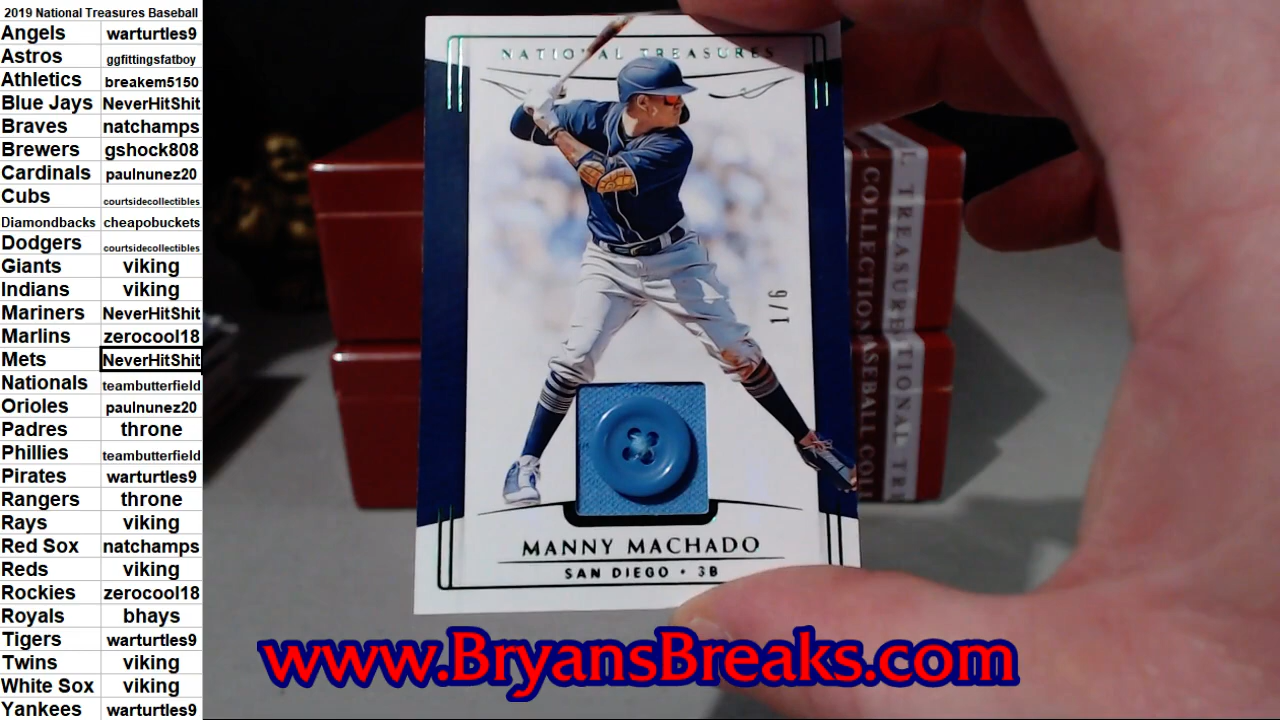 2019 National Treasures Baseball
Angels warturtles9
Astros ggfittingsfatboy
Athletics breakem5150
Blue Jays NeverHitShit
Braves natchamps
Brewers gshock808
Cardinals paulnunez20
Cubs courtsidecollectibles
Diamondbacks cheapobuckets
Dodgers courtsidecollectibles
Giants viking
Indians viking
Mariners NeverHitShit
Marlins zerocool18
Mets NeverHitShit
Nationals teambutterfield
Orioles paulnunez20
Padres throne
Phillies teambutterfield
Pirates warturtles9
Rangers throne
Rays viking
Red Sox natchamps
Reds viking
Rockies zerocool18
Royals bhays
Tigers warturtles9
Twins viking
White Sox viking
Yankees warturtles9
NATIONAL TREASURES
1/6
MANNY MACHADO
SAN DIEGO • 3B
TREASURE
COLLECTION
NATIONAL TR
BASEBALL COLL
www.BryansBreaks.com